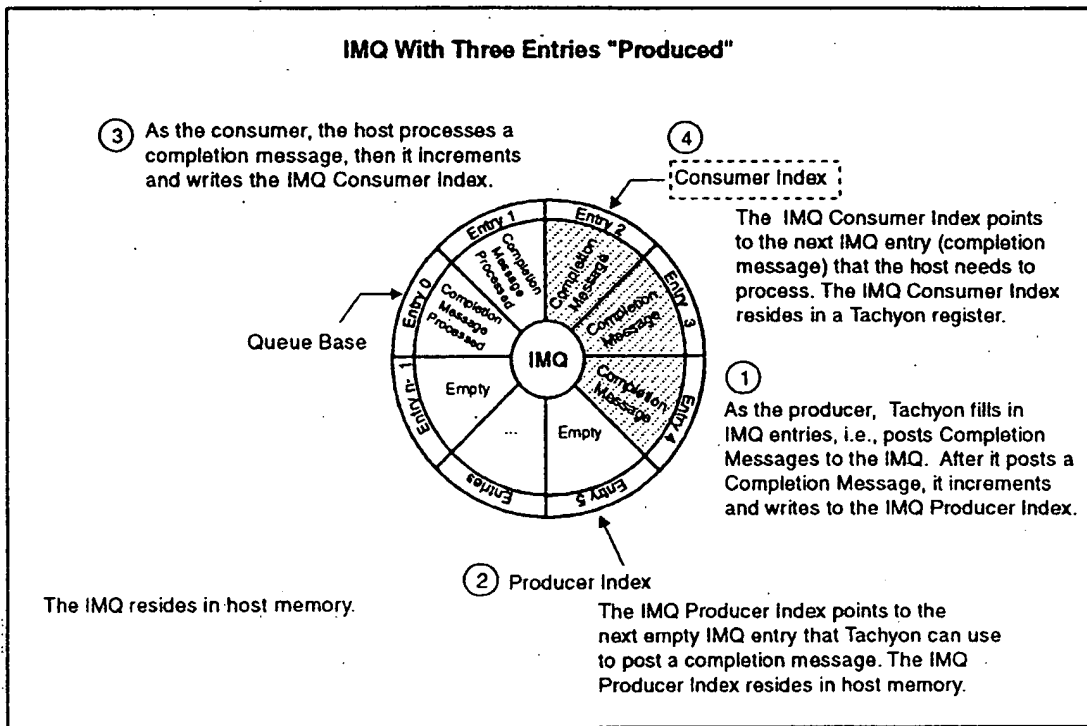 IMQ With Three Entries "Produced"
3 As the consumer, the host processes a
completion message, then it increments
and writes the IMQ Consumer Index.
4
Consumer Index
The IMQ Consumer Index points
to the next IMQ entry (completion
message) that the host needs to
process. The IMQ Consumer Index
resides in a Tachyon register.
Entry 0
Completion
Message
Processed
Entry 1
Completion
Message
Processed
Entry 2
Completion
Message
Entry 3
Completion
Message
Entry 4
Completion
Message
Entry 5
Empty
Entries
...
Entry n- 1
Empty
IMQ
Queue Base
1
As the producer, Tachyon fills in
IMQ entries, i.e., posts Completion
Messages to the IMQ. After it posts a
Completion Message, it increments
and writes to the IMQ Producer Index.
2 Producer Index
The IMQ Producer Index points to the
next empty IMQ entry that Tachyon can use
to post a completion message. The IMQ
Producer Index resides in host memory.
The IMQ resides in host memory.